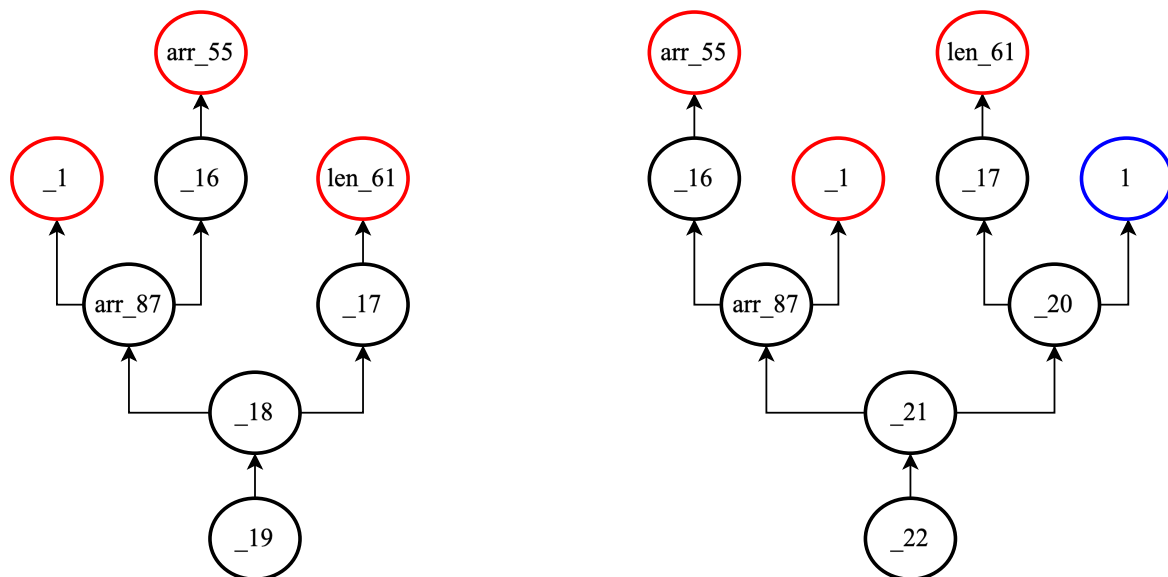 arr_55 arr_55 len_61
_1 _16 len_61 _16 _1 _17 1
arr_87 _17 arr_87 _20
_18 _21
_19 _22